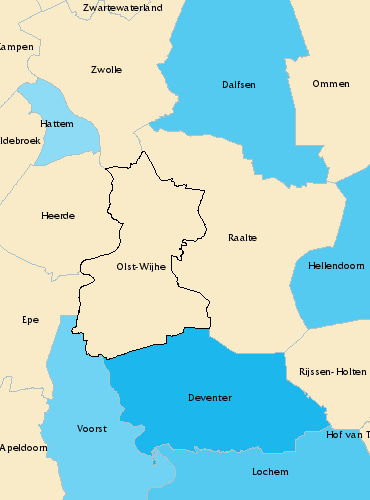 Zwartewaterland
Kampen
Zwolle
Dalfsen
Ommen
Hattem
ldebroek
Heerde
Raalte
Olst-Wijhe
Hellendoorn
Epe
Rijssen-Holten
Deventer
Voorst
Hof van T
Apeldoorn
Lochem